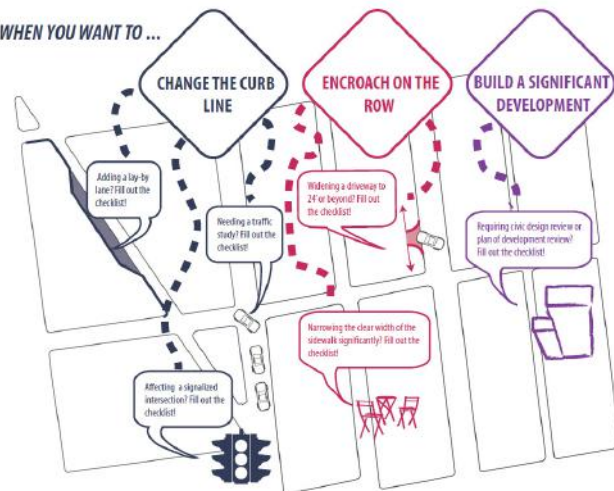 WHEN YOU WANT TO ...
CHANGE THE CURB
LINE
ENCROACH ON THE
ROW
BUILD A SIGNIFICANT
DEVELOPMENT
Adding a lay-by
lane? Fill out the
checklist!
Needing a traffic
study? Fill out the
checklist!
Widening a driveway to
24' or beyond? Fill out
the checklist!
Requiring civic design review or
plan of development review?
Fill out the checklist!
Narrowing the clear width of the
sidewalk significantly? Fill out the
checklist!
Affecting a signalized
intersection? Fill out the
checklist!